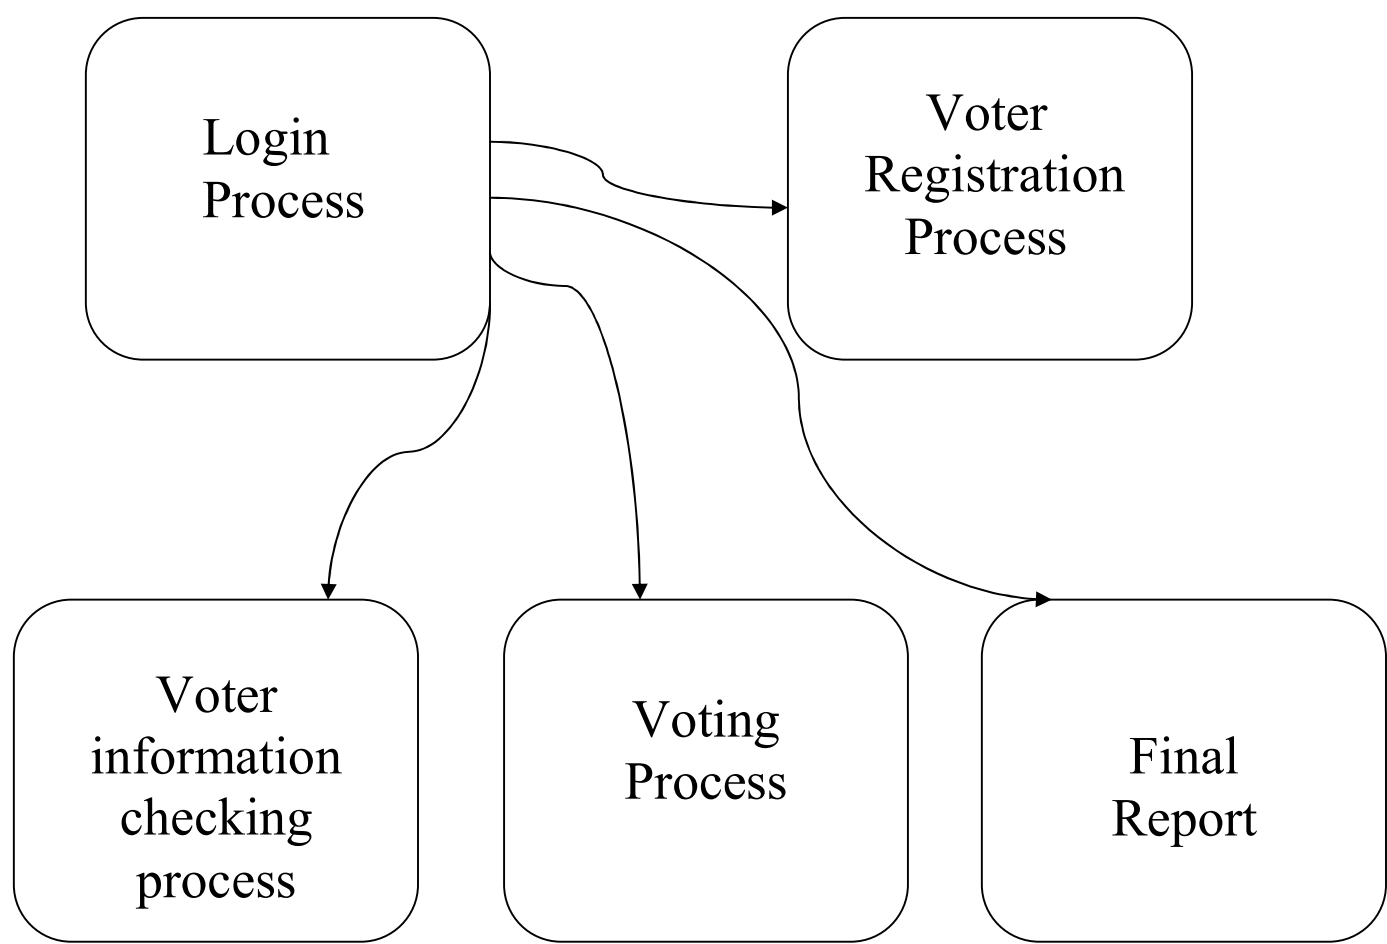 Login
Process
Voter
Registration
Process
Voter
information
checking
process
Voting
Process
Final
Report